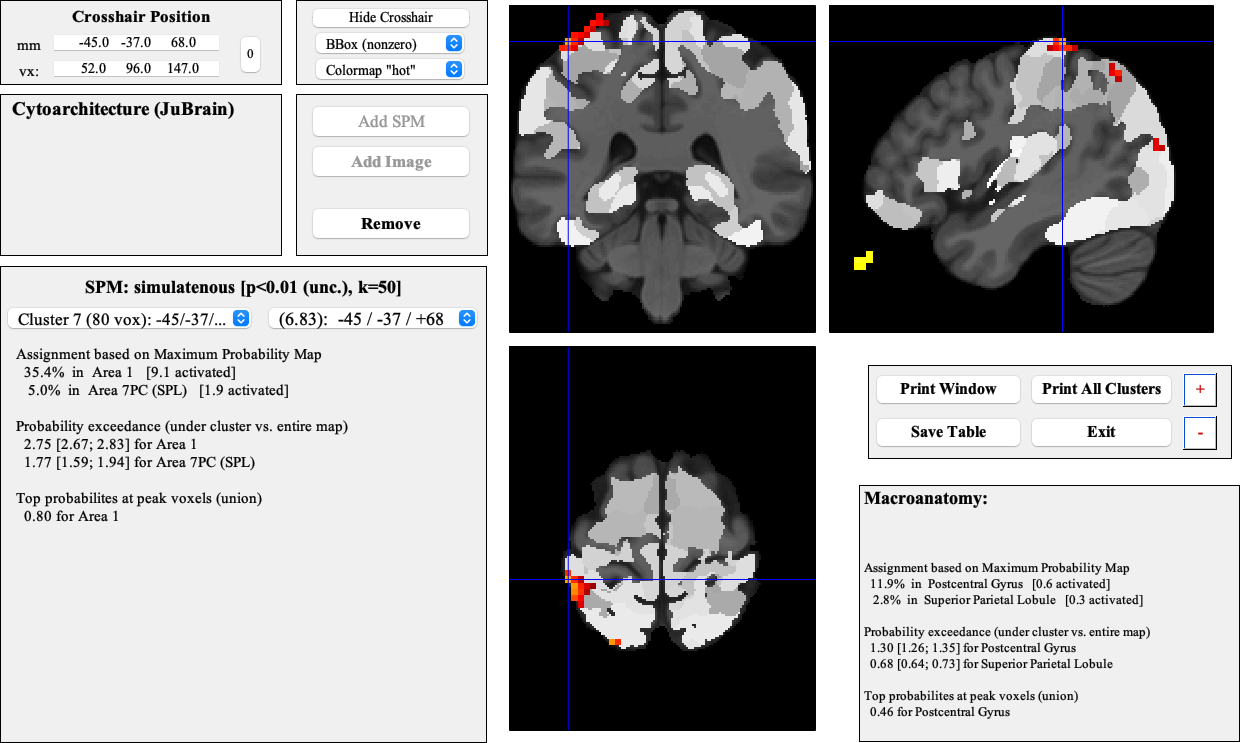 Crosshair Position
mm -45.0 -37.0 68.0
vx: 52.0 96.0 147.0
0
Hide Crosshair
BBox (nonzero)
Colormap "hot"
Cytoarchitecture (JuBrain)
Add SPM
Add Image
Remove
SPM: simulatenous [p<0.01 (unc.), k=50]
Cluster 7 (80 vox): -45/-37/... (6.83): -45 / -37 / +68
Assignment based on Maximum Probability Map
35.4% in Area 1 [9.1 activated]
5.0% in Area 7PC (SPL) [1.9 activated]
Probability exceedance (under cluster vs. entire map)
2.75 [2.67; 2.83] for Area 1
1.77 [1.59; 1.94] for Area 7PC (SPL)
Top probabilites at peak voxels (union)
0.80 for Area 1
Print Window Print All Clusters +
Save Table Exit -
Macroanatomy:
Assignment based on Maximum Probability Map
11.9% in Postcentral Gyrus [0.6 activated]
2.8% in Superior Parietal Lobule [0.3 activated]
Probability exceedance (under cluster vs. entire map)
1.30 [1.26; 1.35] for Postcentral Gyrus
0.68 [0.64; 0.73] for Superior Parietal Lobule
Top probabilites at peak voxels (union)
0.46 for Postcentral Gyrus